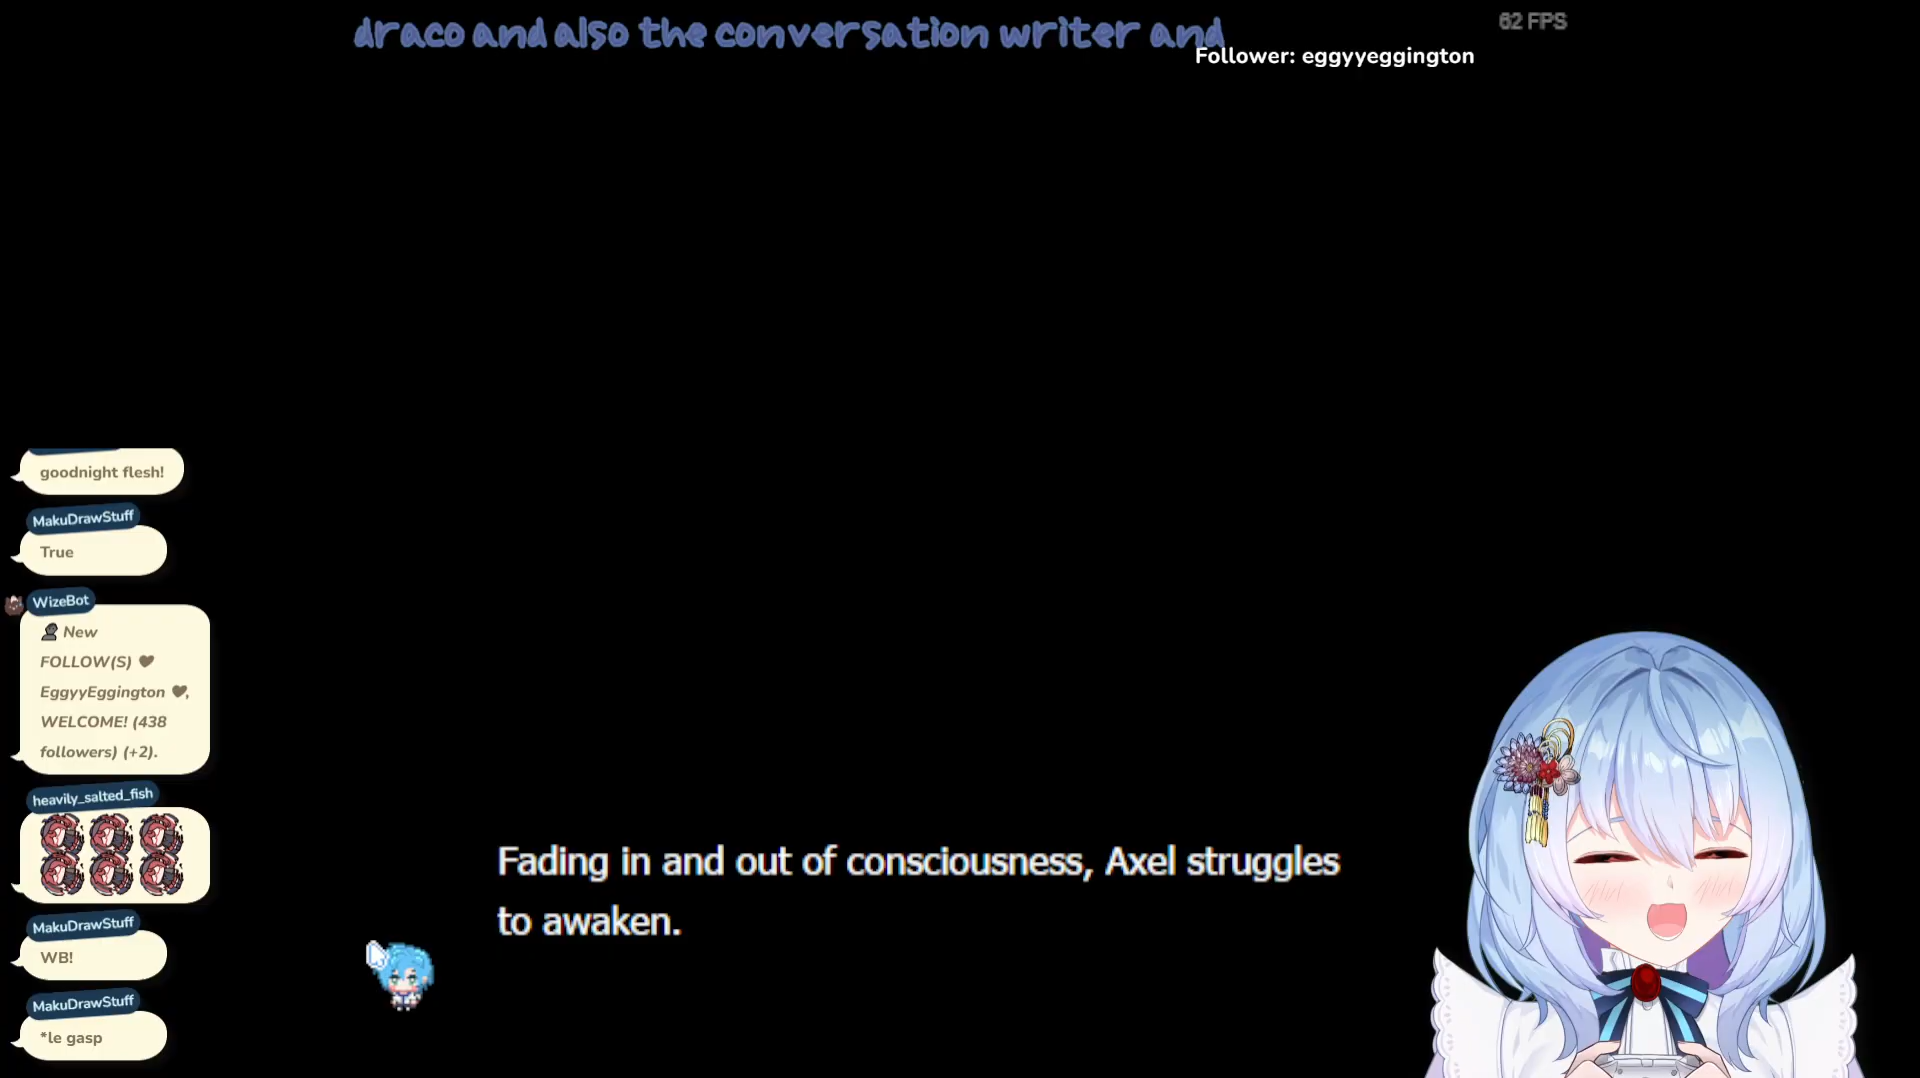 draco and also the conversation writer and
62 FPS
Follower: eggyyeggington
goodnight flesh!
MakuDrawStuff
True
WizeBot
New
FOLLOW(S) ♥
EggyyEggington ♥,
WELCOME! (438
followers) (+2).
heavily_salted_fish
MakuDrawStuff
WB!
MakuDrawStuff
*le gasp
Fading in and out of consciousness, Axel struggles
to awaken.